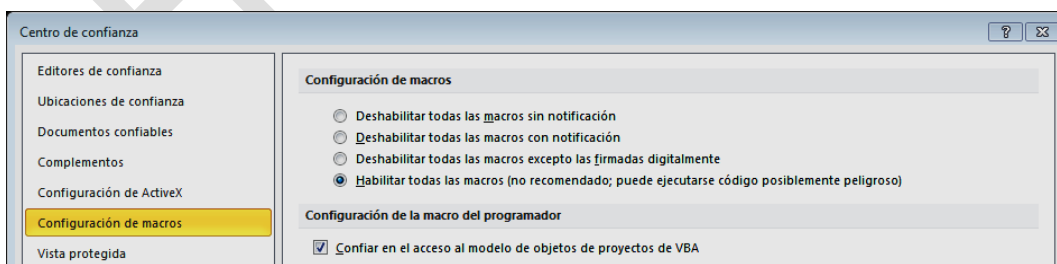 Centro de confianza
Editores de confianza
Ubicaciones de confianza
Documentos confiables
Complementos
Configuración de ActiveX
Configuración de macros
Vista protegida
Configuración de macros
Deshabilitar todas las macros sin notificación
Deshabilitar todas las macros con notificación
Deshabilitar todas las macros excepto las firmadas digitalmente
Habilitar todas las macros (no recomendado; puede ejecutarse código posiblemente peligroso)
Configuración de la macro del programador
Confiar en el acceso al modelo de objetos de proyectos de VBA